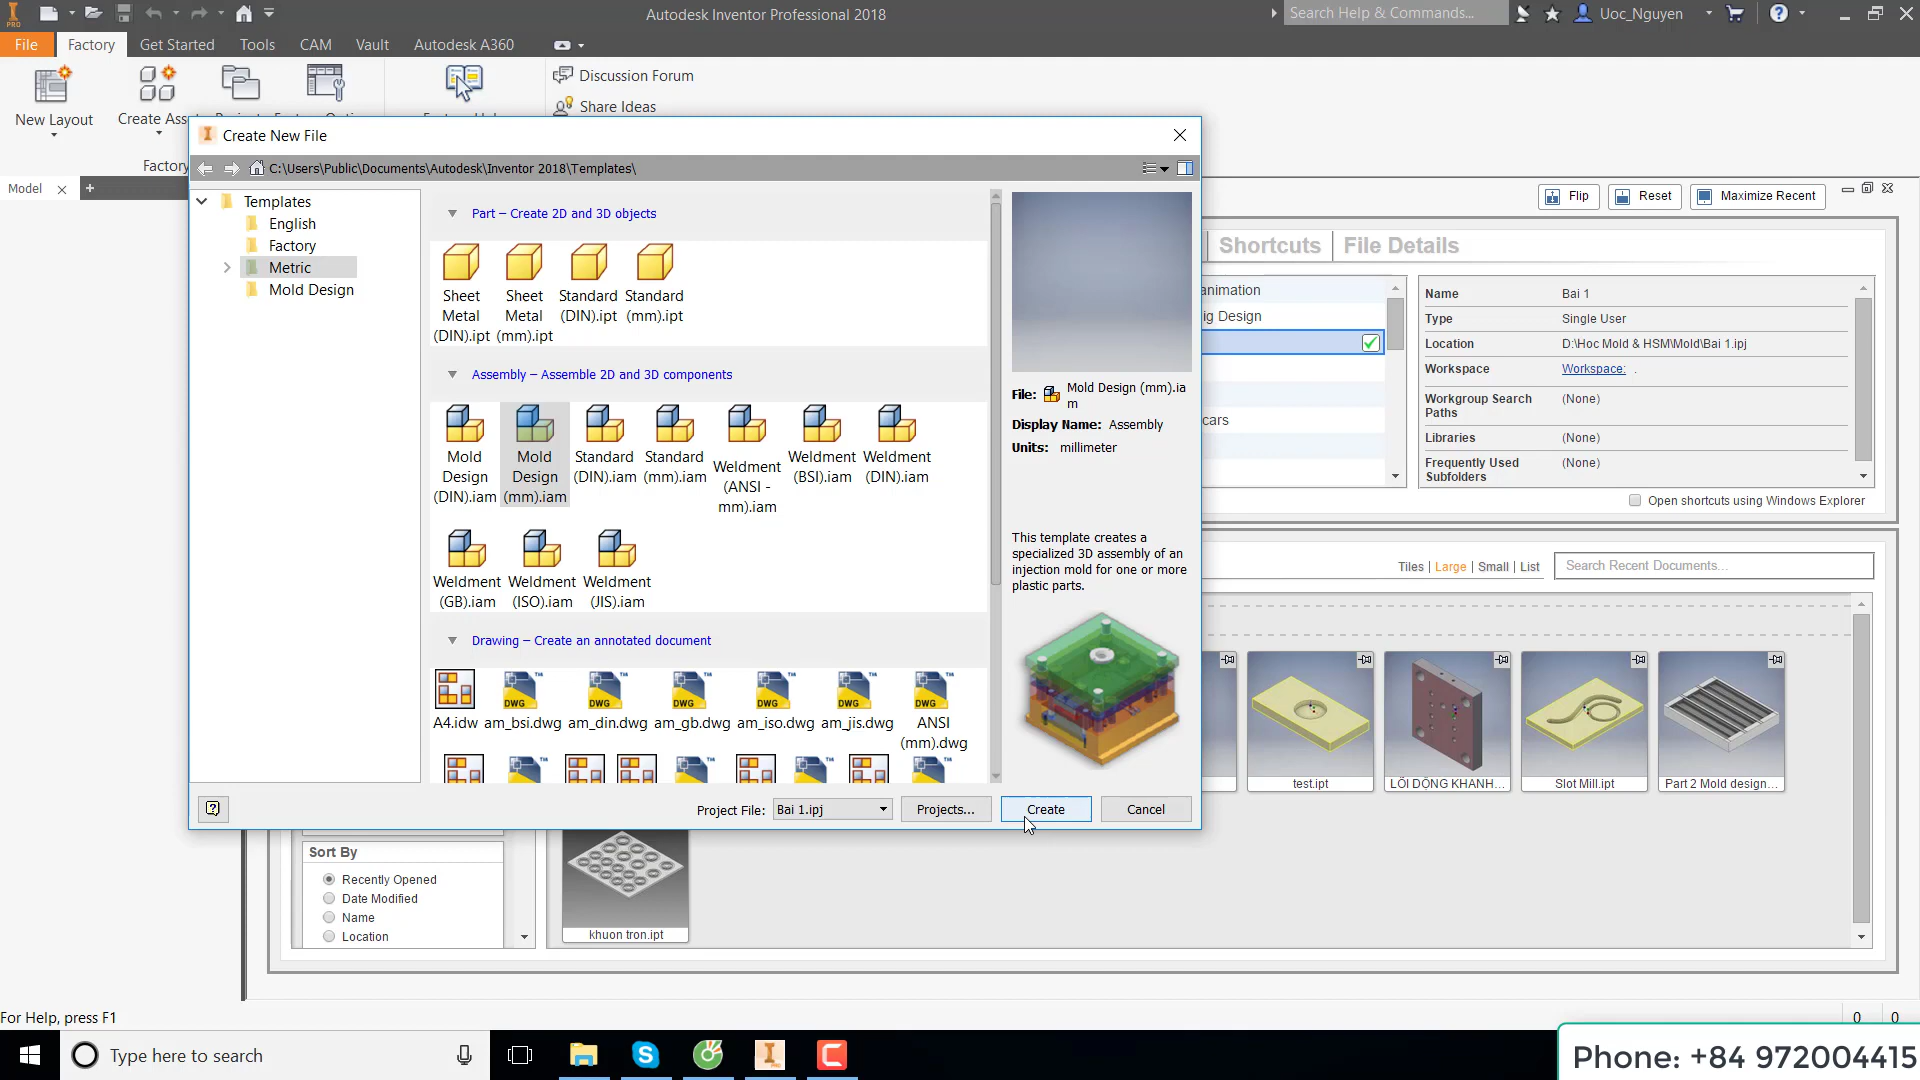 PRO
Autodesk Inventor Professional 2018
Search Help & Commands...
Uoc_Nguyen
File
Factory
Get Started
Tools
CAM
Vault
Autodesk A360
New Layout
Discussion Forum
Share Ideas
Factory
Model
Create New File
C:\Users\Public\Documents\Autodesk\Inventor 2018\Templates\
Templates
English
Factory
Metric
Mold Design
Part – Create 2D and 3D objects
Sheet Metal (DIN).ipt
Sheet Metal (mm).ipt
Standard (DIN).ipt
Standard (mm).ipt
Assembly – Assemble 2D and 3D components
Mold Design (DIN).iam
Mold Design (mm).iam
Standard (DIN).iam
Standard (mm).iam
Weldment (ANSI - mm).iam
Weldment (BSI).iam
Weldment (DIN).iam
Weldment (GB).iam
Weldment (ISO).iam
Weldment (JIS).iam
Drawing – Create an annotated document
A4.idw
am_bsi.dwg
am_din.dwg
am_gb.dwg
am_iso.dwg
am_jis.dwg
ANSI (mm).dwg
File: Mold Design (mm).ia
m
Display Name: Assembly
Units: millimeter
This template creates a
specialized 3D assembly of an
injection mold for one or more
plastic parts.
Project File:
Bai 1.ipj
Projects...
Create
Cancel
Flip
Reset
Maximize Recent
Shortcuts
File Details
animation
ig Design
cars
Name Bai 1
Type Single User
Location D:\Hoc Mold & HSM\Mold\Bai 1.ipj
Workspace Workspace: .
Workgroup Search Paths (None)
Libraries (None)
Frequently Used Subfolders (None)
Open shortcuts using Windows Explorer
Tiles | Large | Small | List
Search Recent Documents...
test.ipt
LÕI DỘNG KHANH...
Slot Mill.ipt
Part 2 Mold design...
Sort By
Recently Opened
Date Modified
Name
Location
khuon tron.ipt
For Help, press F1
0 0
Type here to search
Phone: +84 972004415